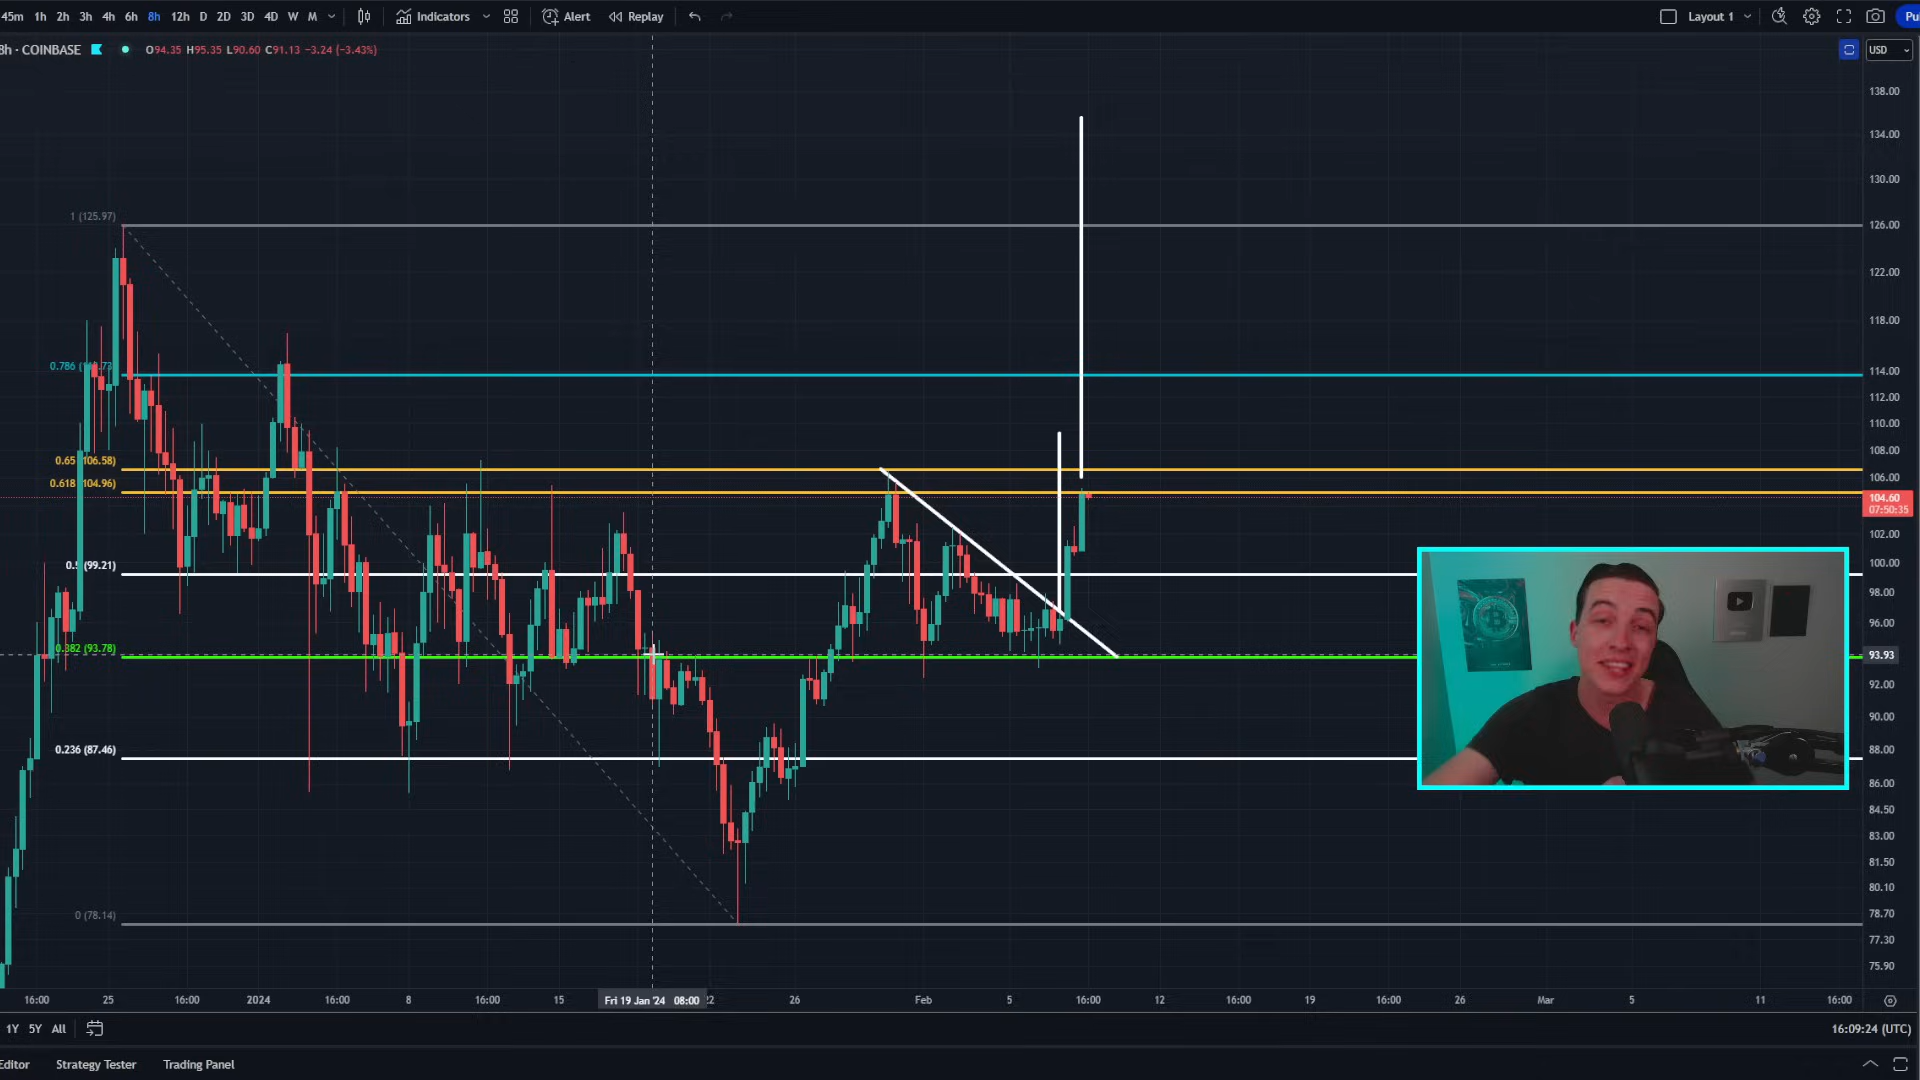 45m 1h 2h 3h 4h 6h 8h 12h D 2D 3D 4D W M Indicators Alert Replay Layout 1
8h · COINBASE O94.35 H95.35 L90.60 C91.13 −3.24 (−3.43%) USD
138.00
134.00
130.00
1 (125.97) 126.00
122.00
118.00
0.786 114.00
112.00
110.00
0.65 (106.58) 108.00
0.618 (104.96) 106.00
104.60
07:50:35
102.00
0.5 (99.21) 100.00
98.00
96.00
0.382 (93.78) 93.93
92.00
90.00
0.236 (87.46) 88.00
86.00
84.50
83.00
81.50
80.10
0 (78.14) 78.70
77.30
75.90
16:00 25 16:00 2024 16:00 8 16:00 15 Fri 19 Jan '24 08:00 22 26 Feb 5 16:00 12 16:00 19 16:00 26 Mar 5 11 16:00
1Y 5Y All 16:09:24 (UTC)
Editor Strategy Tester Trading Panel